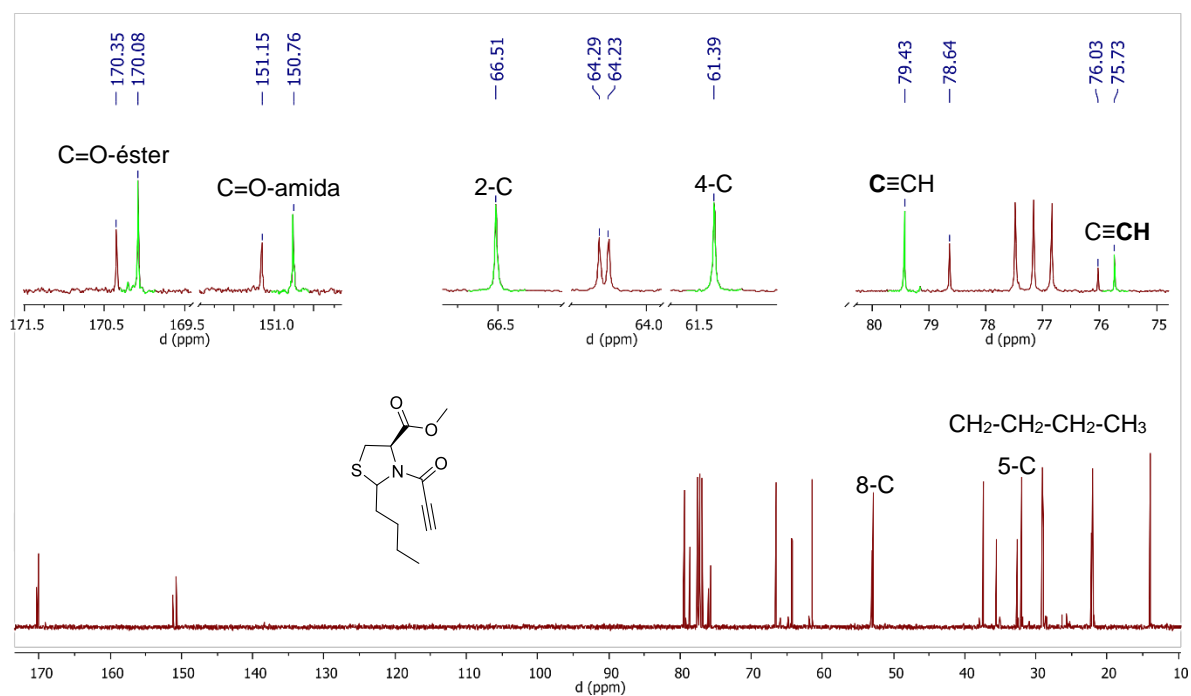 170.35
170.08
151.15
150.76
66.51
64.29
64.23
61.39
79.43
78.64
76.03
75.73
C=O-éster
C=O-amida
2-C
4-C
C≡CH
C≡CH
171.5 170.5 169.5
d (ppm)
151.0
66.5
64.0
61.5
80 79 78 77 76 75
d (ppm)
CH2-CH2-CH2-CH3
5-C
8-C
O
O
S
N
O
170 160 150 140 130 120 110 100 90 80 70 60 50 40 30 20 10
d (ppm)